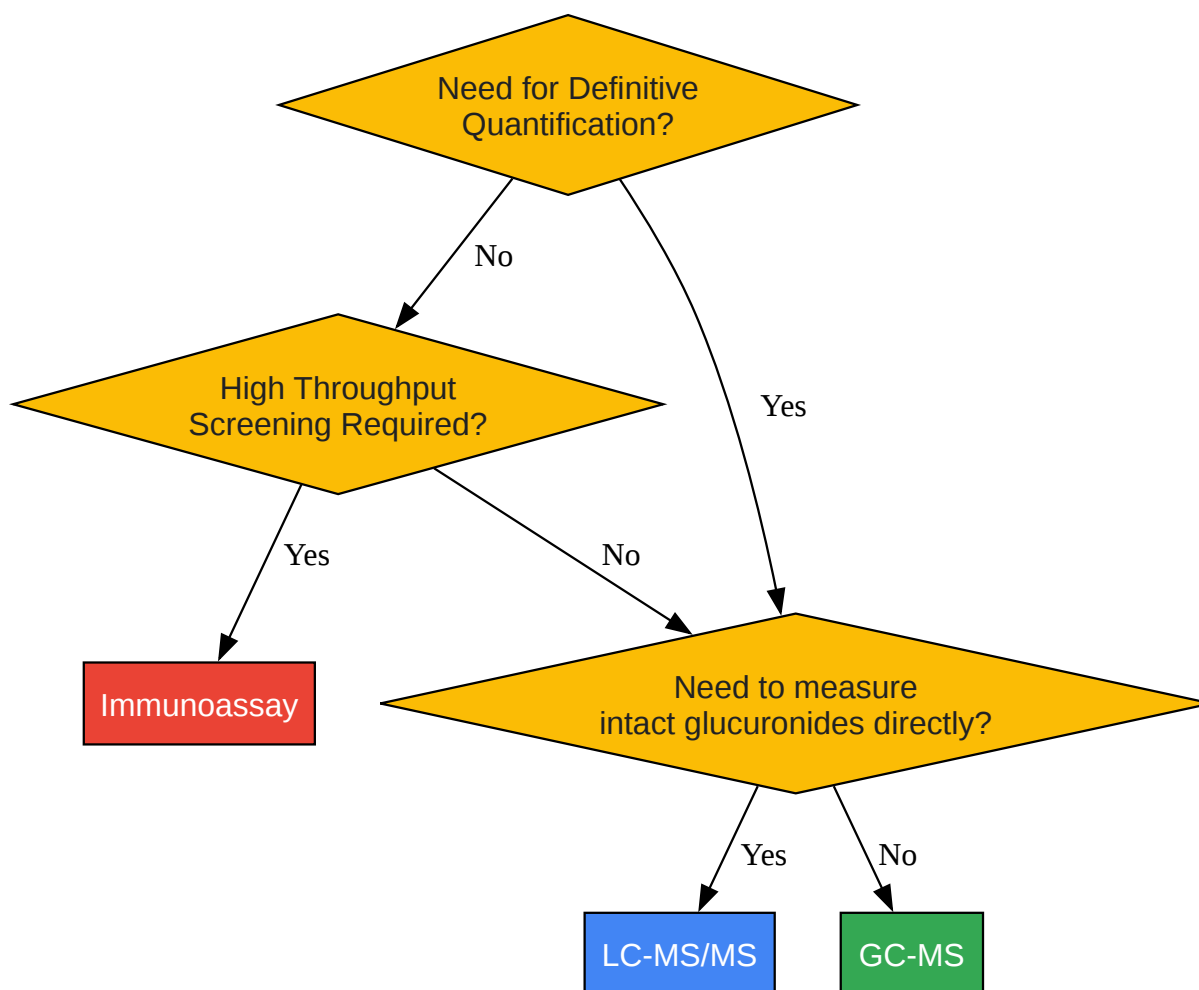 Need for Definitive
Quantification?
No
Yes
High Throughput
Screening Required?
Yes
No
Immunoassay
Need to measure
intact glucuronides directly?
Yes
No
LC-MS/MS
GC-MS